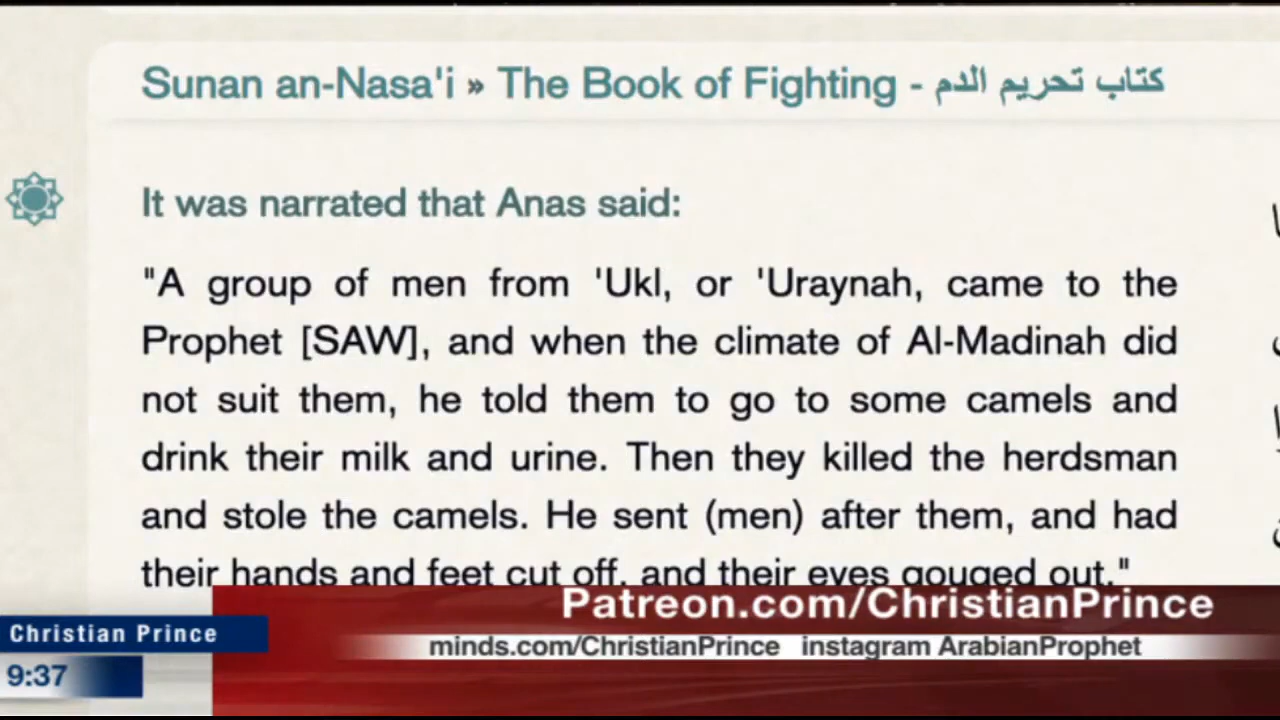 Sunan an-Nasa'i » The Book of Fighting - كتاب تحريم الدم
It was narrated that Anas said:
"A group of men from 'Ukl, or 'Uraynah, came to the
Prophet [SAW], and when the climate of Al-Madinah did
not suit them, he told them to go to some camels and
drink their milk and urine. Then they killed the herdsman
and stole the camels. He sent (men) after them, and had
their hands and feet cut off, and their eyes gouged out."
Patreon.com/ChristianPrince
Christian Prince
minds.com/ChristianPrince instagram ArabianProphet
9:37